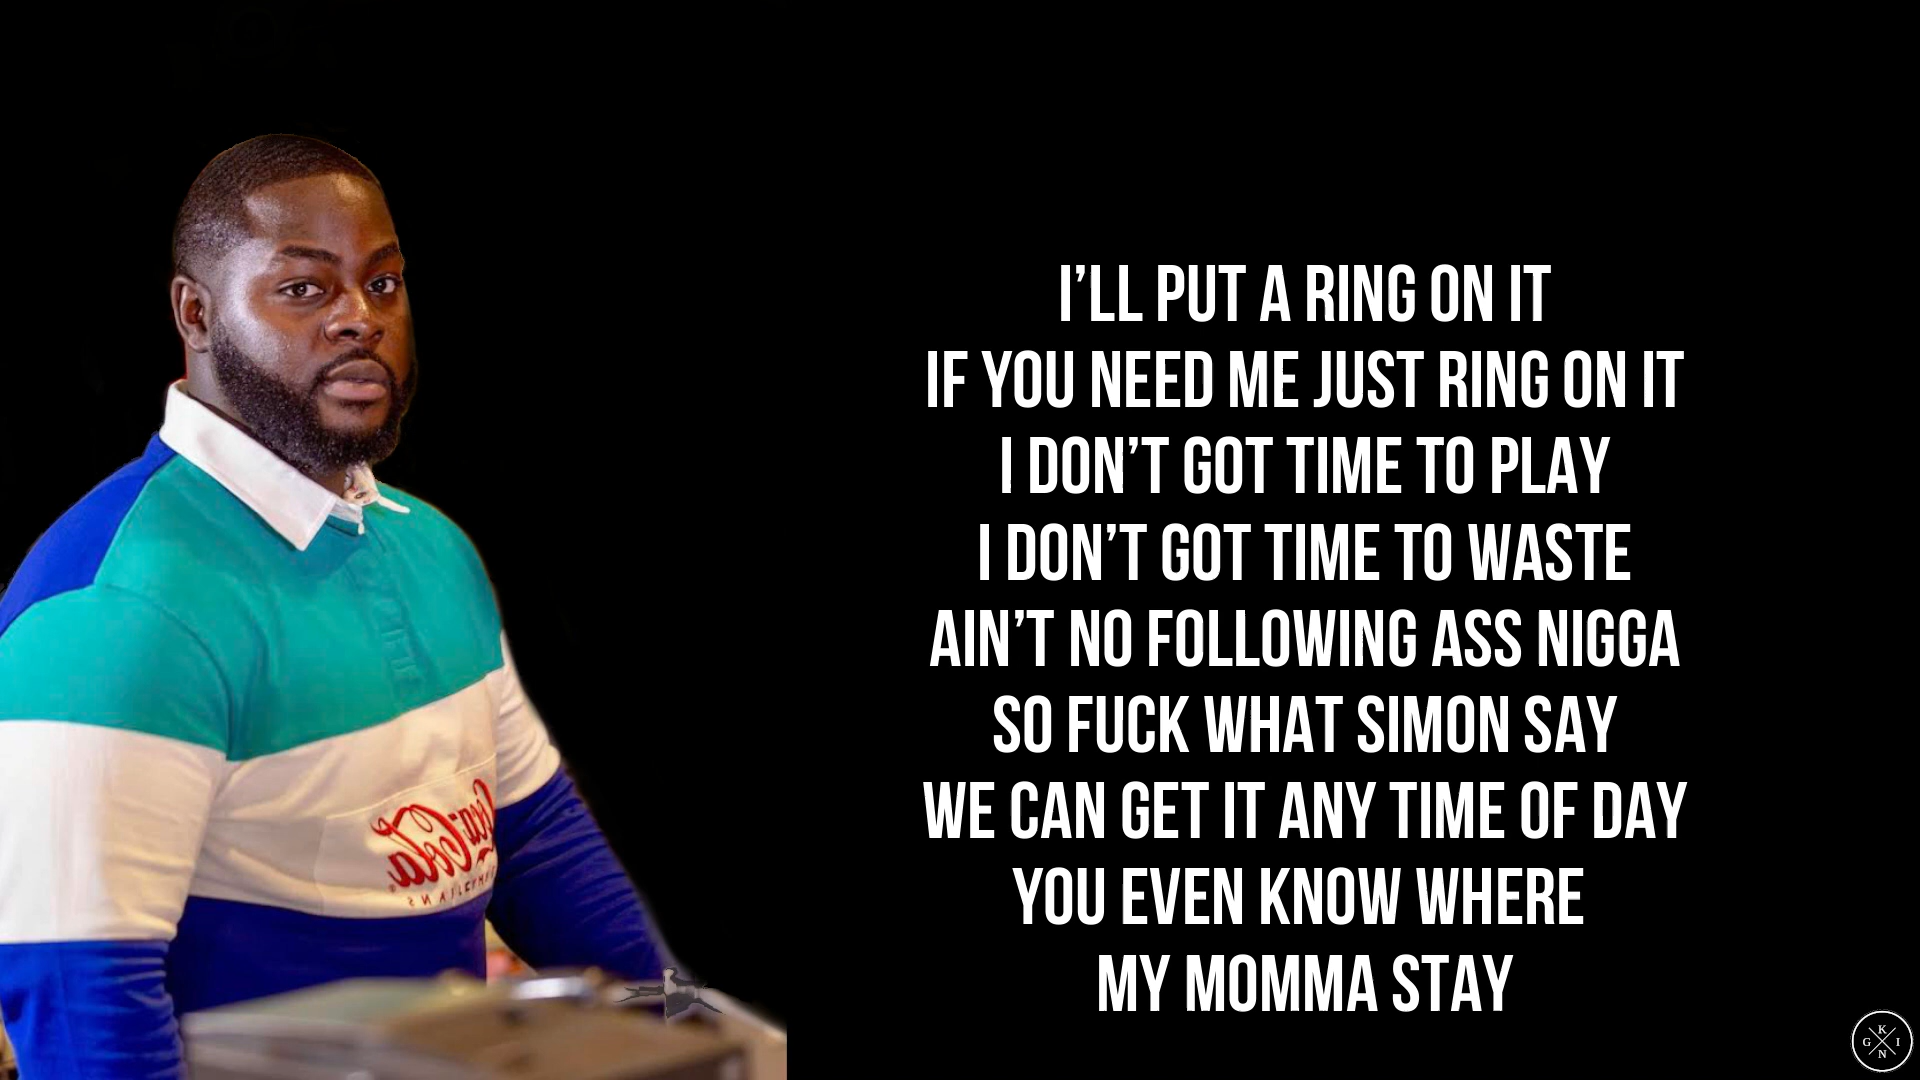 I'LL PUT A RING ON IT
IF YOU NEED ME JUST RING ON IT
I DON'T GOT TIME TO PLAY
I DON'T GOT TIME TO WASTE
AIN'T NO FOLLOWING ASS NIGGA
SO FUCK WHAT SIMON SAY
WE CAN GET IT ANY TIME OF DAY
YOU EVEN KNOW WHERE
MY MOMMA STAY
Coca-Cola
K
G I
N